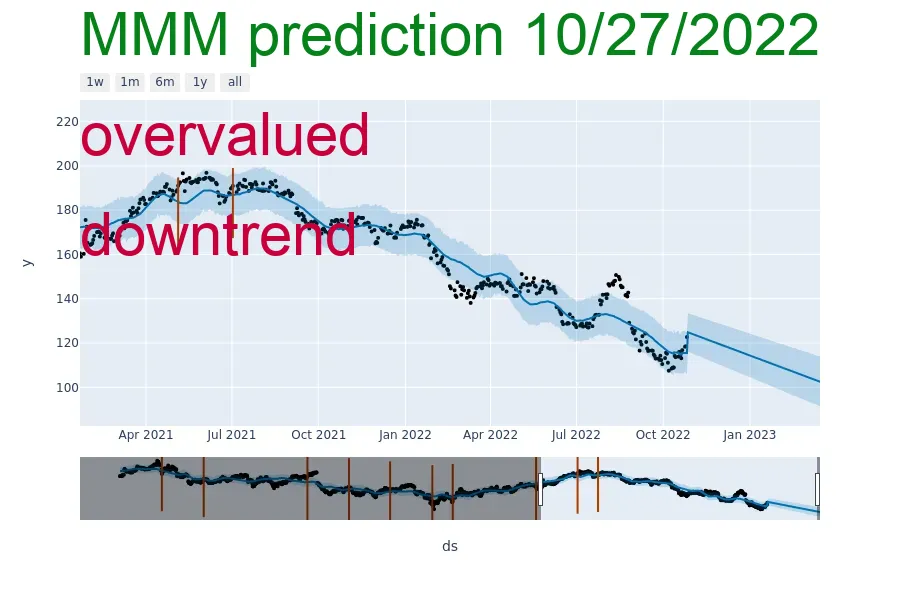 MMM prediction 10/27/2022
1w 1m 6m 1y all
220
overvalued
200
180
downtrend
160
y
140
120
100
Apr 2021 Jul 2021 Oct 2021 Jan 2022 Apr 2022 Jul 2022 Oct 2022 Jan 2023
ds